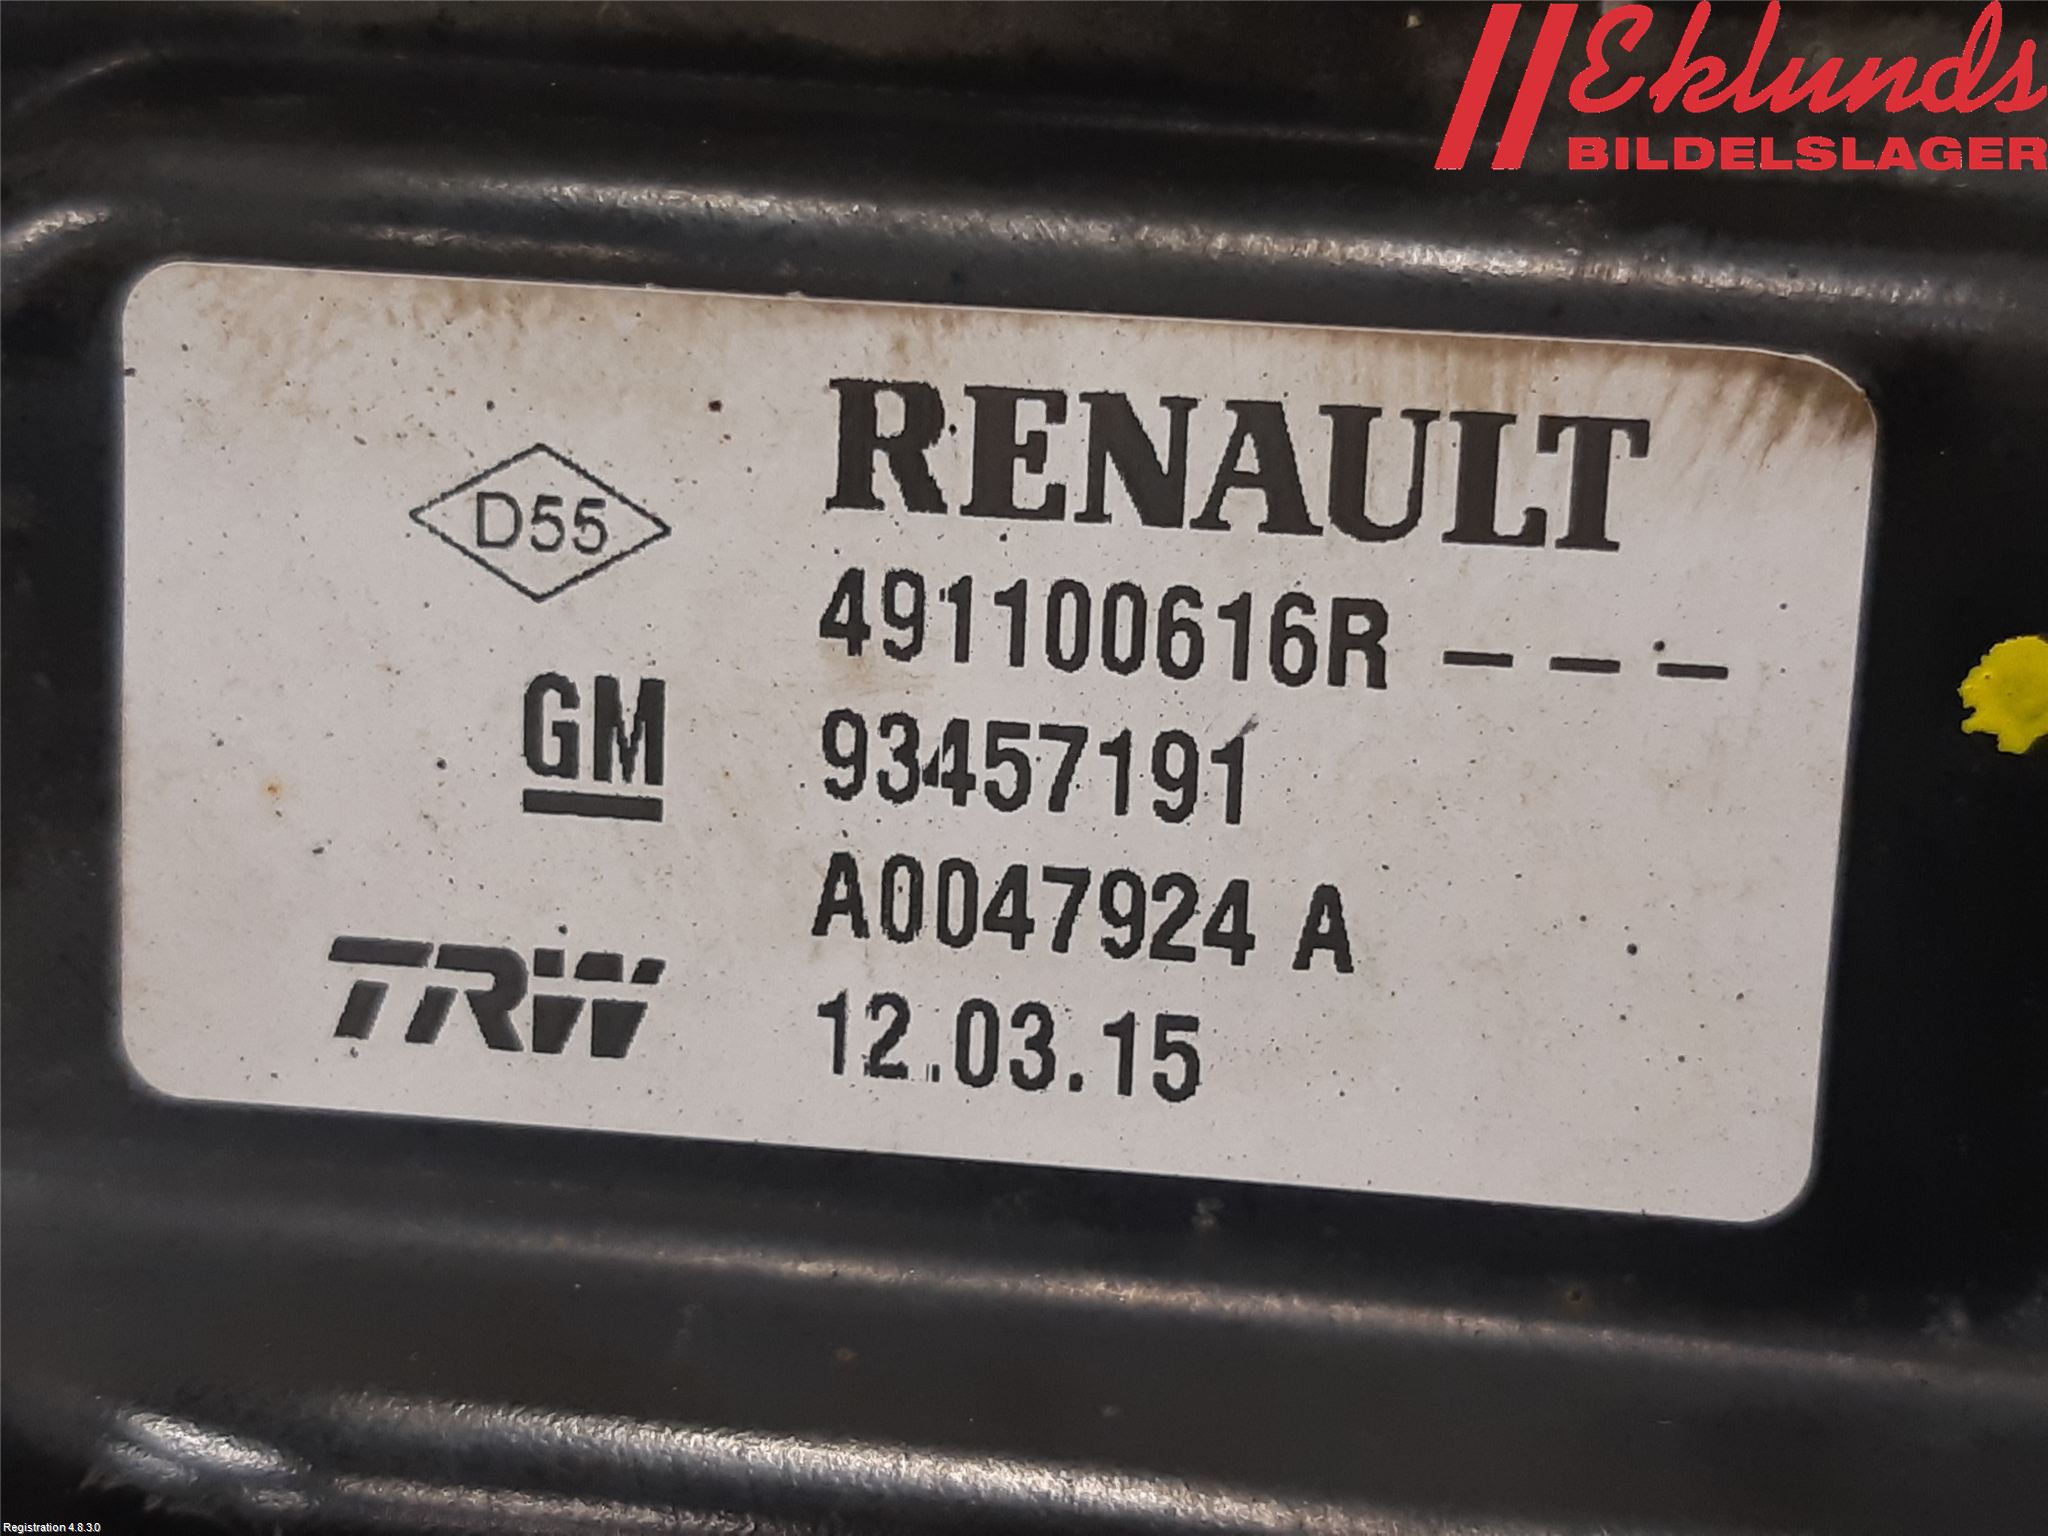 Eklunds
BILDELSLAGER
RENAULT
D55
491100616R – – –
GM
93457191
A0047924 A
TRW
12.03.15
Registration 4.8.3.0